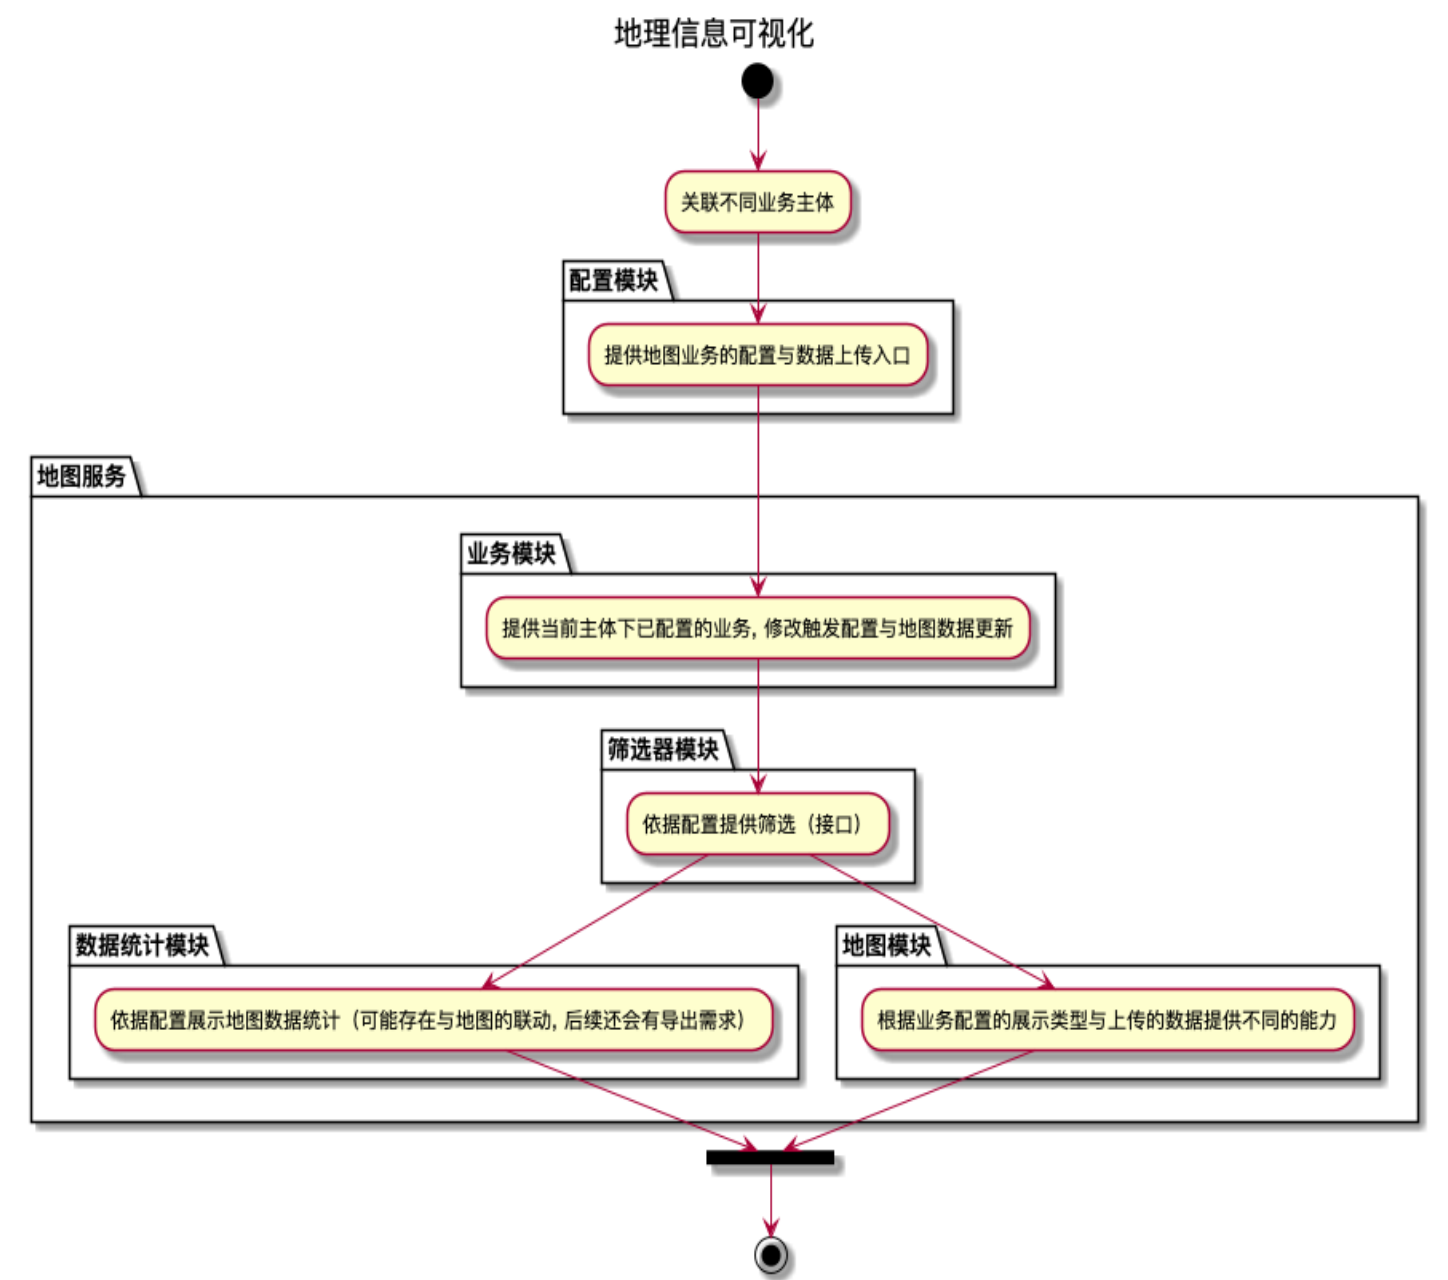 地理信息可视化
关联不同业务主体
配置模块
提供地图业务的配置与数据上传入口
地图服务
业务模块
提供当前主体下已配置的业务, 修改触发配置与地图数据更新
筛选器模块
依据配置提供筛选（接口）
数据统计模块
依据配置展示地图数据统计（可能存在与地图的联动, 后续还会有导出需求）
地图模块
根据业务配置的展示类型与上传的数据提供不同的能力